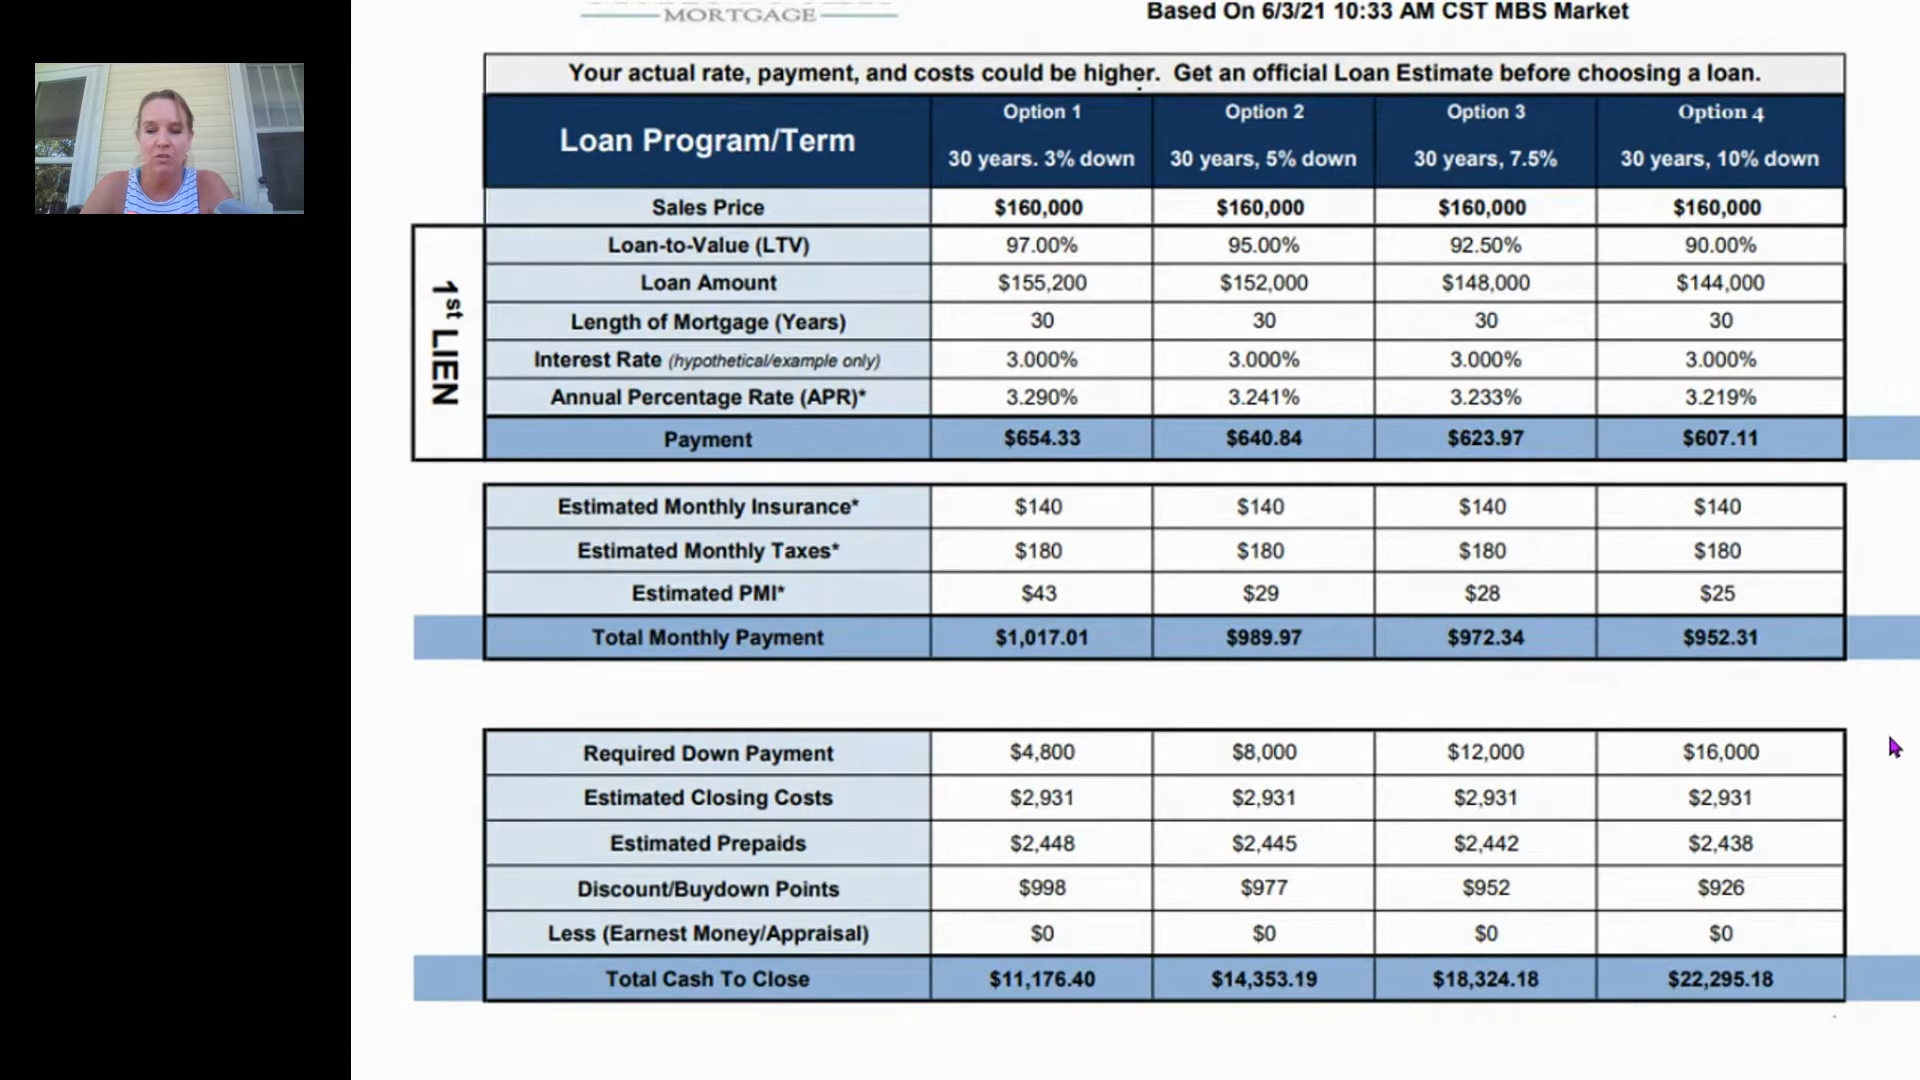 MORTGAGE
Based On 6/3/21 10:33 AM CST MBS Market
Your actual rate, payment, and costs could be higher. Get an official Loan Estimate before choosing a loan.
Loan Program/Term
Option 1
Option 2
Option 3
Option 4
30 years. 3% down
30 years, 5% down
30 years, 7.5%
30 years, 10% down
Sales Price $160,000 $160,000 $160,000 $160,000
1st LIEN
Loan-to-Value (LTV) 97.00% 95.00% 92.50% 90.00%
Loan Amount $155,200 $152,000 $148,000 $144,000
Length of Mortgage (Years) 30 30 30 30
Interest Rate (hypothetical/example only) 3.000% 3.000% 3.000% 3.000%
Annual Percentage Rate (APR)* 3.290% 3.241% 3.233% 3.219%
Payment $654.33 $640.84 $623.97 $607.11
Estimated Monthly Insurance* $140 $140 $140 $140
Estimated Monthly Taxes* $180 $180 $180 $180
Estimated PMI* $43 $29 $28 $25
Total Monthly Payment $1,017.01 $989.97 $972.34 $952.31
Required Down Payment $4,800 $8,000 $12,000 $16,000
Estimated Closing Costs $2,931 $2,931 $2,931 $2,931
Estimated Prepaids $2,448 $2,445 $2,442 $2,438
Discount/Buydown Points $998 $977 $952 $926
Less (Earnest Money/Appraisal) $0 $0 $0 $0
Total Cash To Close $11,176.40 $14,353.19 $18,324.18 $22,295.18